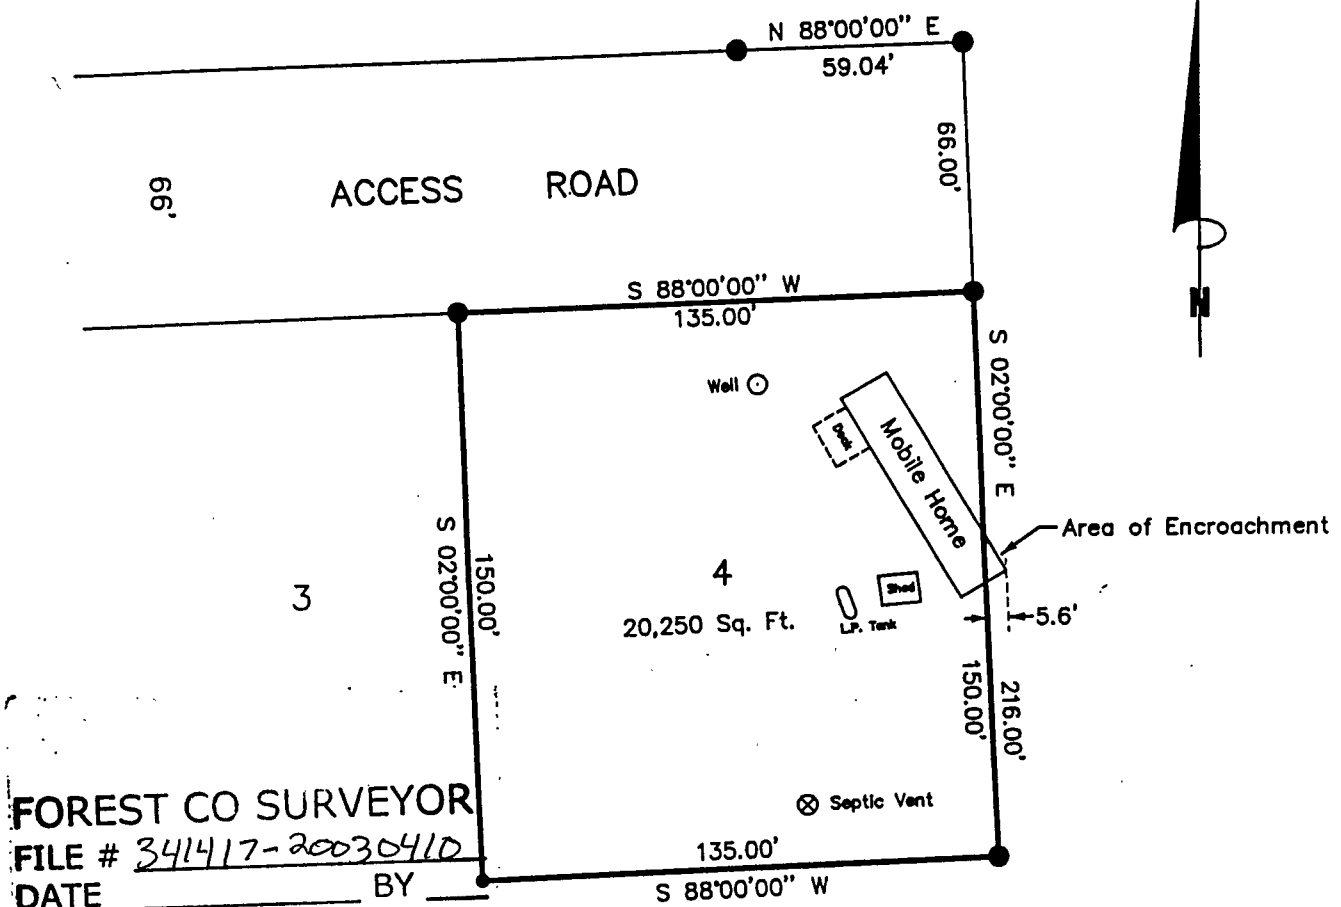 N 88°00'00" E
59.04'
66.00'
66'
ACCESS ROAD
S 88°00'00" W
135.00'
N
S 02°00'00" E
Well
Deck
Mobile Home
Area of Encroachment
S 02°00'00" E
150.00'
3
4
20,250 Sq. Ft.
Shed
L.P. Tank
5.6'
150.00'
216.00'
Septic Vent
135.00'
S 88°00'00" W
FOREST CO SURVEYOR
FILE # 341417-20030410
DATE BY